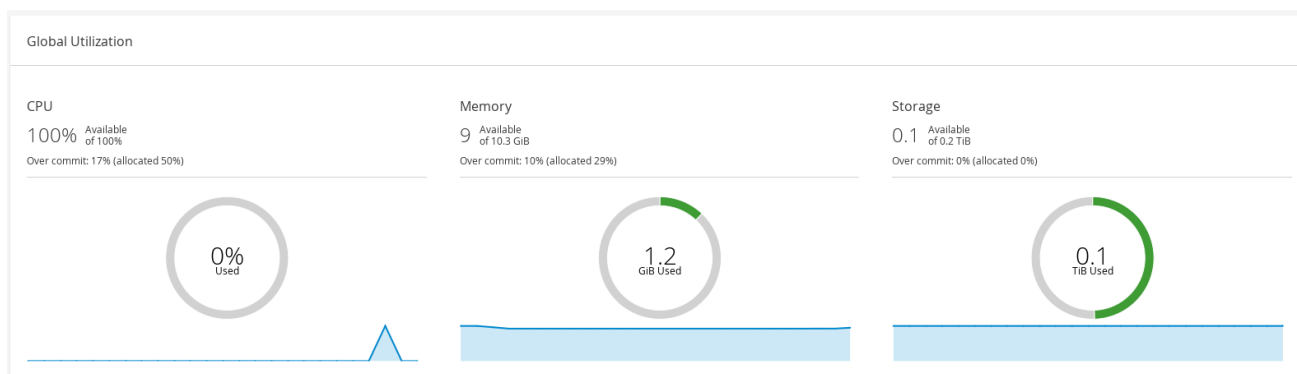 Global Utilization
CPU
100% Available
of 100%
Over commit: 17% (allocated 50%)
0%
Used
Memory
9 Available
of 10.3 GiB
Over commit: 10% (allocated 29%)
1.2
GiB Used
Storage
0.1 Available
of 0.2 TiB
Over commit: 0% (allocated 0%)
0.1
TiB Used